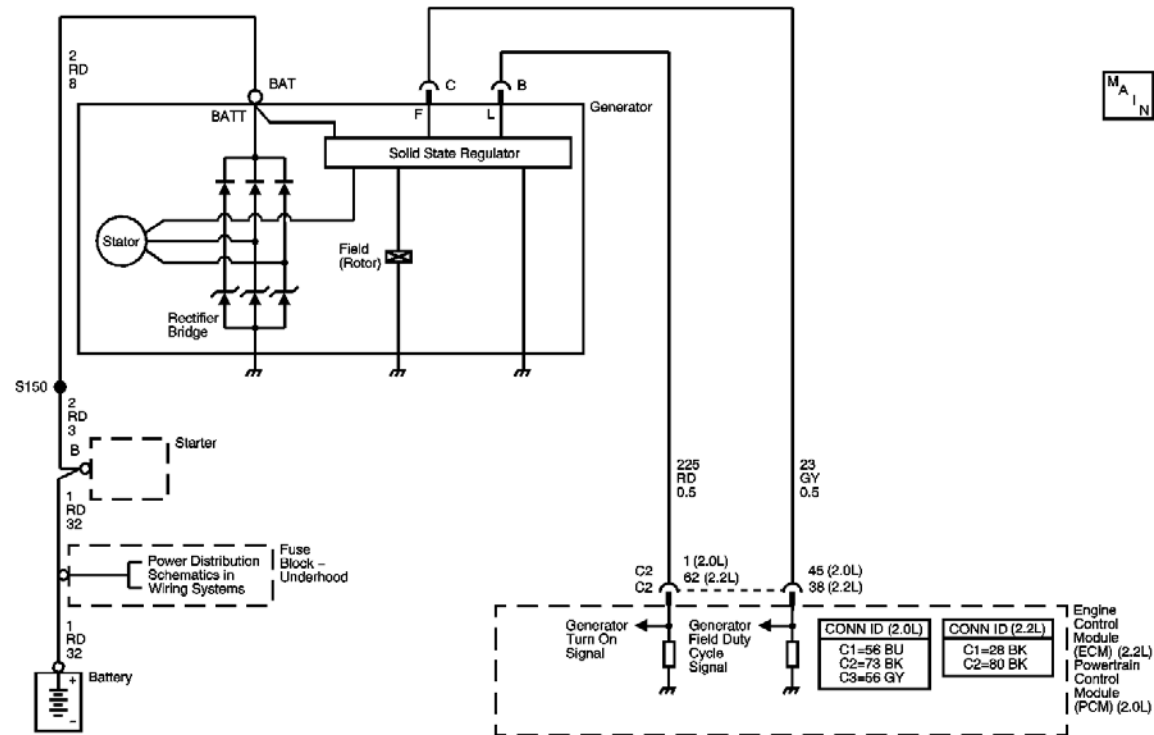 2
RD
8
BAT
BATT
C
B
F
L
Generator
M
A
I
N
Solid State Regulator
Stator
Field
(Rotor)
Rectifier
Bridge
S150
2
RD
3
B
Starter
1
RD
32
Power Distribution
Schematics in
Wiring Systems
Fuse
Block –
Underhood
1
RD
32
+
–
Battery
225
RD
0.5
23
GY
0.5
C2
C2
1 (2.0L)
62 (2.2L)
45 (2.0L)
38 (2.2L)
Generator
Turn On
Signal
Generator
Field Duty
Cycle
Signal
CONN ID (2.0L)
C1=56 BU
C2=73 BK
C3=56 GY
CONN ID (2.2L)
C1=28 BK
C2=80 BK
Engine
Control
Module
(ECM) (2.2L)
Powertrain
Control
Module
(PCM) (2.0L)